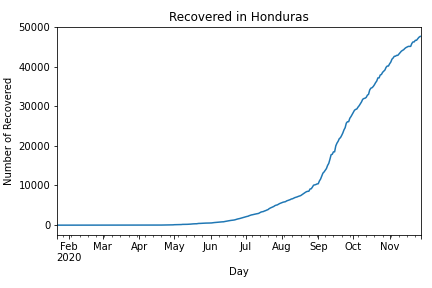 Recovered in Honduras
Number of Recovered
50000
40000
30000
20000
10000
0
Feb Mar Apr May Jun Jul Aug Sep Oct Nov
2020
Day